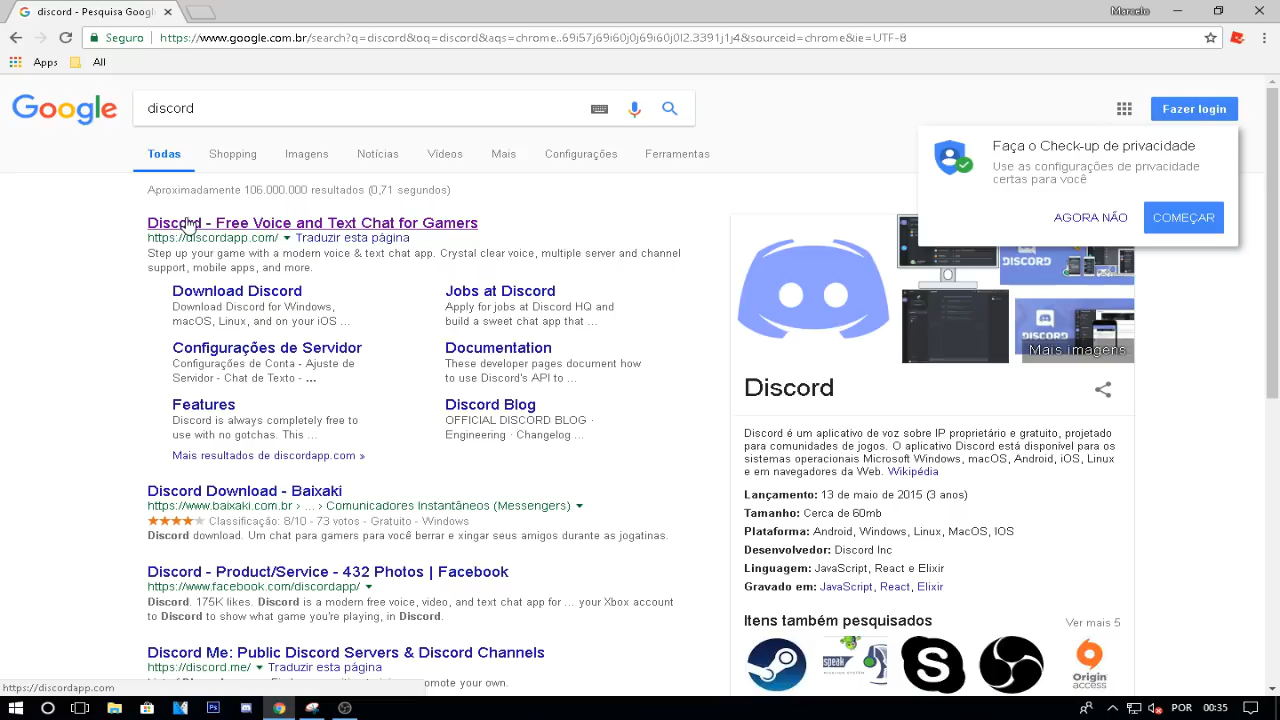 discord - Pesquisa Googl
Marcelo
Seguro
https://www.google.com.br/search?q=discord&oq=discord&aqs=chrome..69i57j69i60j0j69i60j0l2.3391j1j4&sourceid=chrome&ie=UTF-8
Apps
All
Google
discord
Fazer login
Todas
Shopping
Imagens
Notícias
Vídeos
Mais
Configurações
Ferramentas
Faça o Check-up de privacidade
Use as configurações de privacidade
certas para você
AGORA NÃO
COMEÇAR
Aproximadamente 106.000.000 resultados (0,71 segundos)
Discord - Free Voice and Text Chat for Gamers
https://discordapp.com/ Traduzir esta página
Step up your game with a modern voice & text chat app. Crystal clear voice, multiple server and channel
support, mobile apps, and more.
Download Discord
Download Discord for Windows,
macOS, Linux, and on your iOS ...
Jobs at Discord
Apply for jobs at Discord HQ and
build a sweet chat app that ...
Configurações de Servidor
Configurações de Conta - Ajuste de
Servidor - Chat de Texto - ...
Documentation
These developer pages document how
to use Discord's API to ...
Features
Discord is always completely free to
use with no gotchas. This ...
Discord Blog
OFFICIAL DISCORD BLOG ·
Engineering · Changelog ...
Mais resultados de discordapp.com »
Discord Download - Baixaki
https://www.baixaki.com.br › ... › Comunicadores Instantâneos (Messengers)
Classificação: 8/10 - 73 votos - Gratuito - Windows
Discord download. Um chat para gamers para você berrar e xingar seus amigos durante as jogatinas.
Discord - Product/Service - 432 Photos | Facebook
https://www.facebook.com/discordapp/
Discord. 175K likes. Discord is a modern free voice, video, and text chat app for ... your Xbox account
to Discord to show what game you're playing, in Discord.
Discord Me: Public Discord Servers & Discord Channels
https://discord.me/ Traduzir esta página
omote your own.
https://discordapp.com
DISCORD
DISCORD
Mais imagens
Discord
Discord é um aplicativo de voz sobre IP proprietário e gratuito, projetado
para comunidades de jogos. O aplicativo Discord está disponível para os
sistemas operacionais Microsoft Windows, macOS, Android, iOS, Linux
e em navegadores da Web. Wikipédia
Lançamento: 13 de maio de 2015 (3 anos)
Tamanho: Cerca de 60mb
Plataforma: Android, Windows, Linux, MacOS, IOS
Desenvolvedor: Discord Inc
Linguagem: JavaScript, React e Elixir
Gravado em: JavaScript, React, Elixir
Itens também pesquisados
Ver mais 5
speak
Origin
access
Ps
POR
00:35